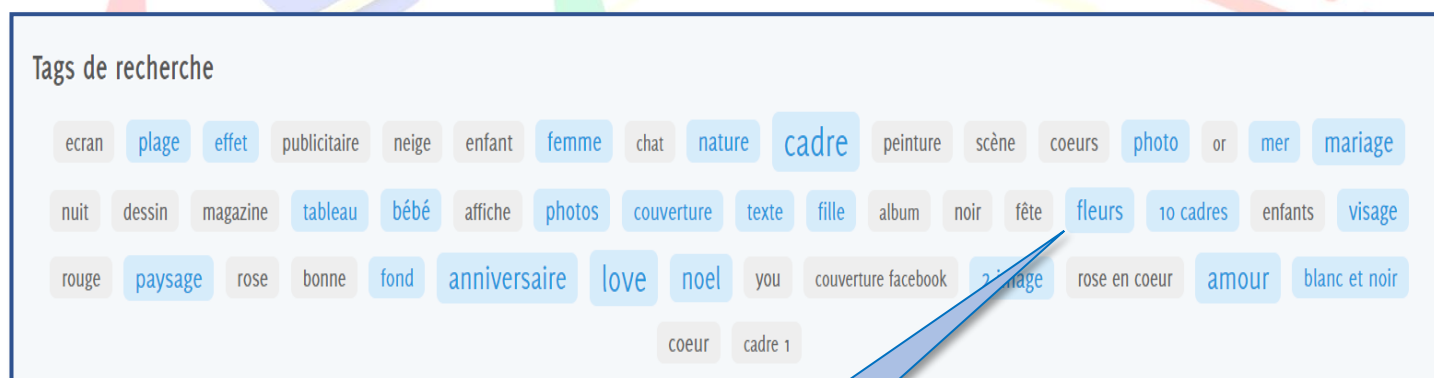 Tags de recherche
ecran plage effet publicitaire neige enfant femme chat nature cadre peinture scène coeurs photo or mer mariage
nuit dessin magazine tableau bébé affiche photos couverture texte fille album noir fête fleurs 10 cadres enfants visage
rouge paysage rose bonne fond anniversaire love noel you couverture facebook image rose en coeur amour blanc et noir
coeur cadre 1